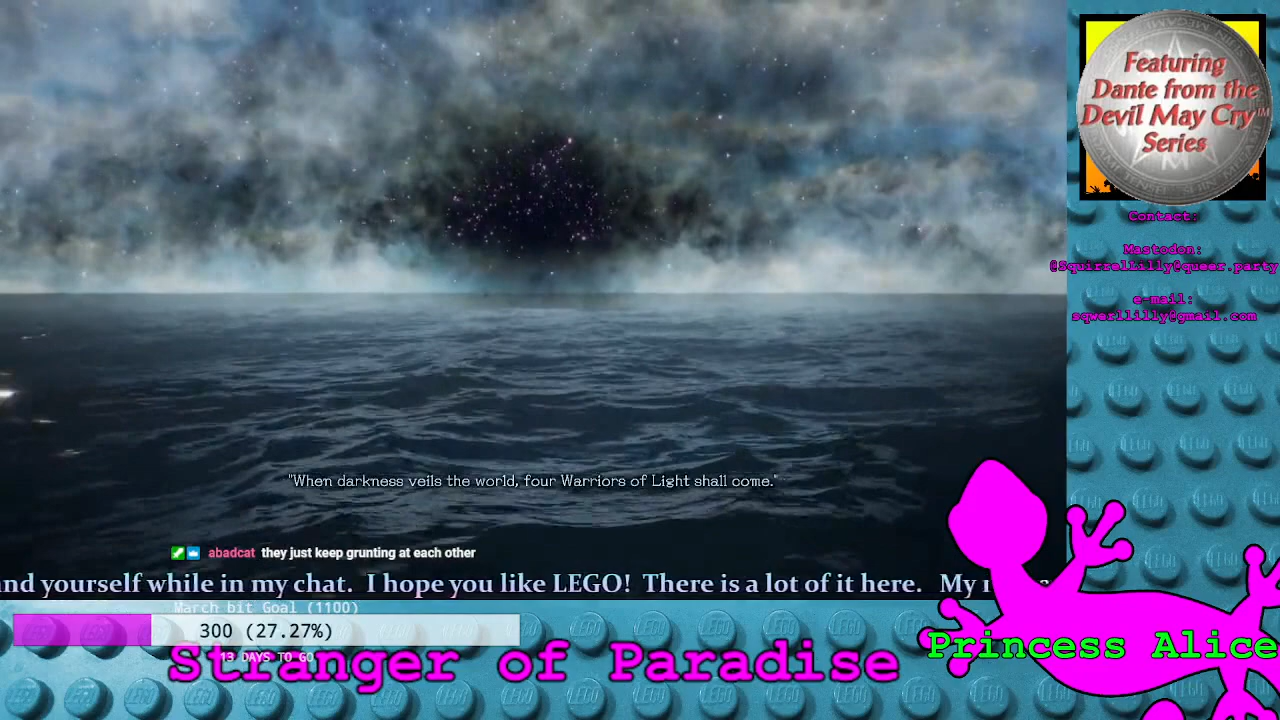 Featuring
Dante from the
Devil May Cry™
Series
Contact:
Mastodon:
@SquirrelLilly@queer.party
e-mail:
sqwerllilly@gmail.com
"When darkness veils the world, four Warriors of Light shall come."
abadcat they just keep grunting at each other
nd yourself while in my chat. I hope you like LEGO! There is a lot of it here. My
March bit Goal (1100)
300 (27.27%)
13 DAYS TO GO
Stranger of Paradise
Princess Alice